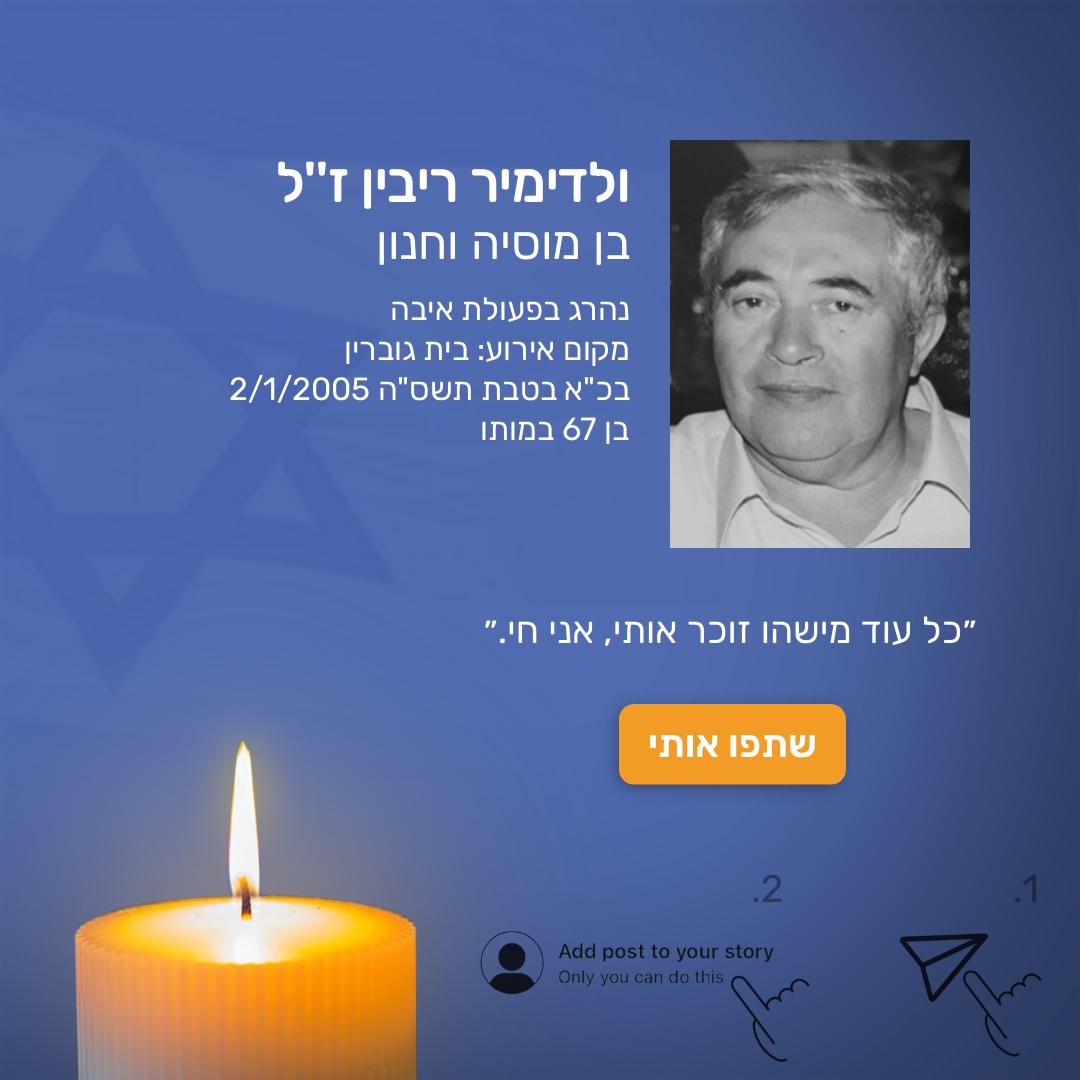 ולדימיר ריבין ז"ל
בן מוסיה וחנון
נהרג בפעולת איבה
מקום אירוע: בית גוברין
בכ"א בטבת תשס"ה 2/1/2005
בן 67 במותו
״כל עוד מישהו זוכר אותי, אני חי.״
שתפו אותי
1.
2.
Add post to your story
Only you can do this